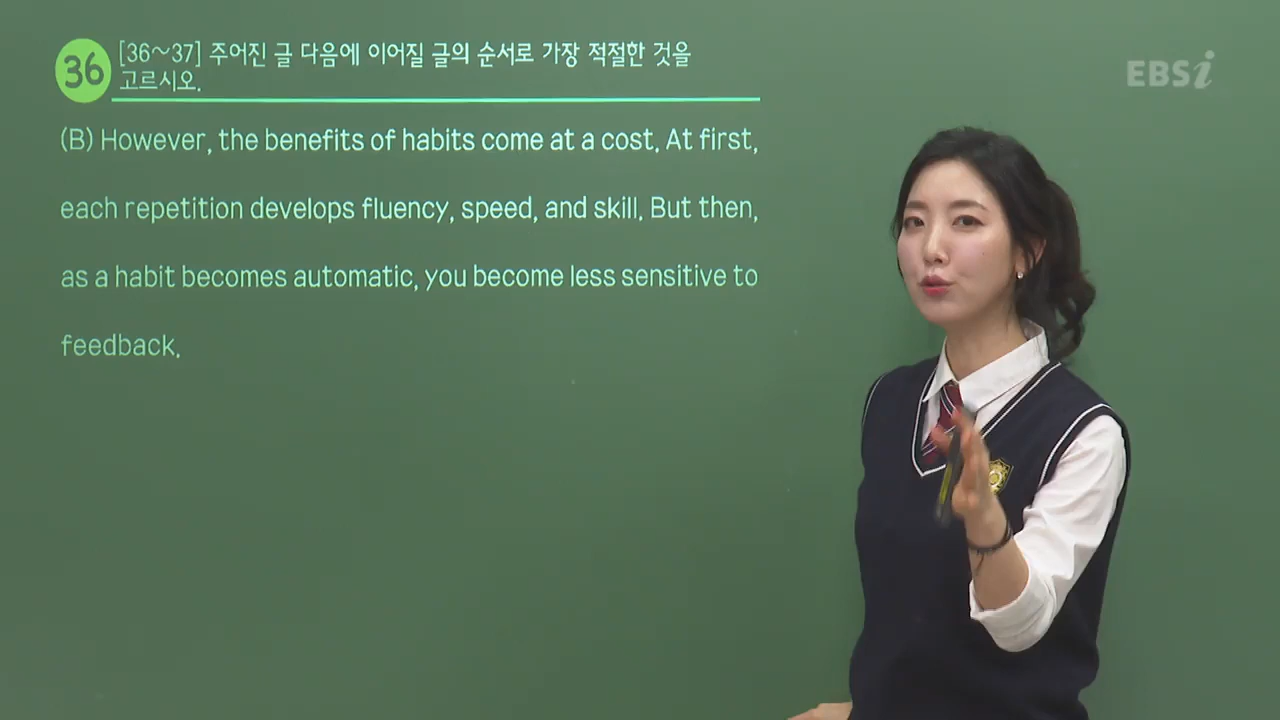 36
[36~37] 주어진 글 다음에 이어질 글의 순서로 가장 적절한 것을
고르시오.
EBSi
(B) However, the benefits of habits come at a cost. At first,
each repetition develops fluency, speed, and skill. But then,
as a habit becomes automatic, you become less sensitive to
feedback.